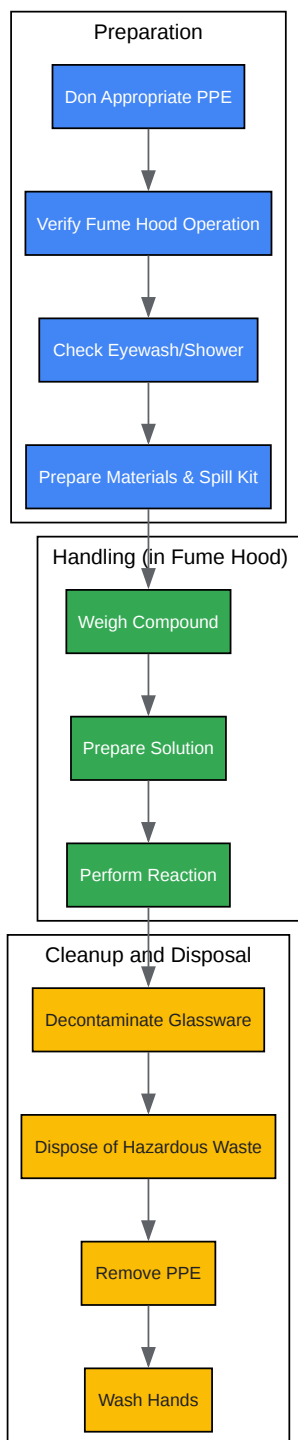 Preparation
Don Appropriate PPE
Verify Fume Hood Operation
Check Eyewash/Shower
Prepare Materials & Spill Kit
Handling (in Fume Hood)
Weigh Compound
Prepare Solution
Perform Reaction
Cleanup and Disposal
Decontaminate Glassware
Dispose of Hazardous Waste
Remove PPE
Wash Hands